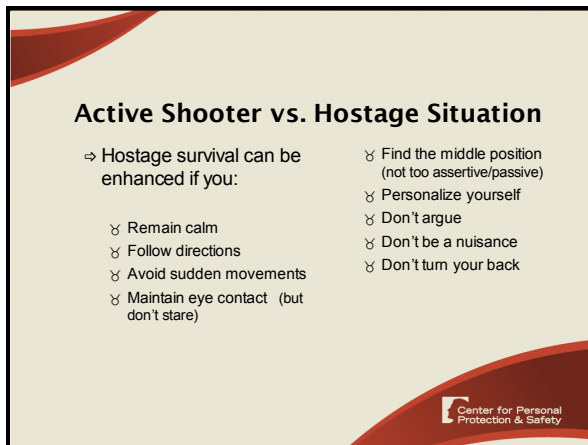 Active Shooter vs. Hostage Situation
⇨ Hostage survival can be
enhanced if you:
♉ Remain calm
♉ Follow directions
♉ Avoid sudden movements
♉ Maintain eye contact (but
don't stare)
♉ Find the middle position
(not too assertive/passive)
♉ Personalize yourself
♉ Don't argue
♉ Don't be a nuisance
♉ Don't turn your back
Center for Personal
Protection & Safety